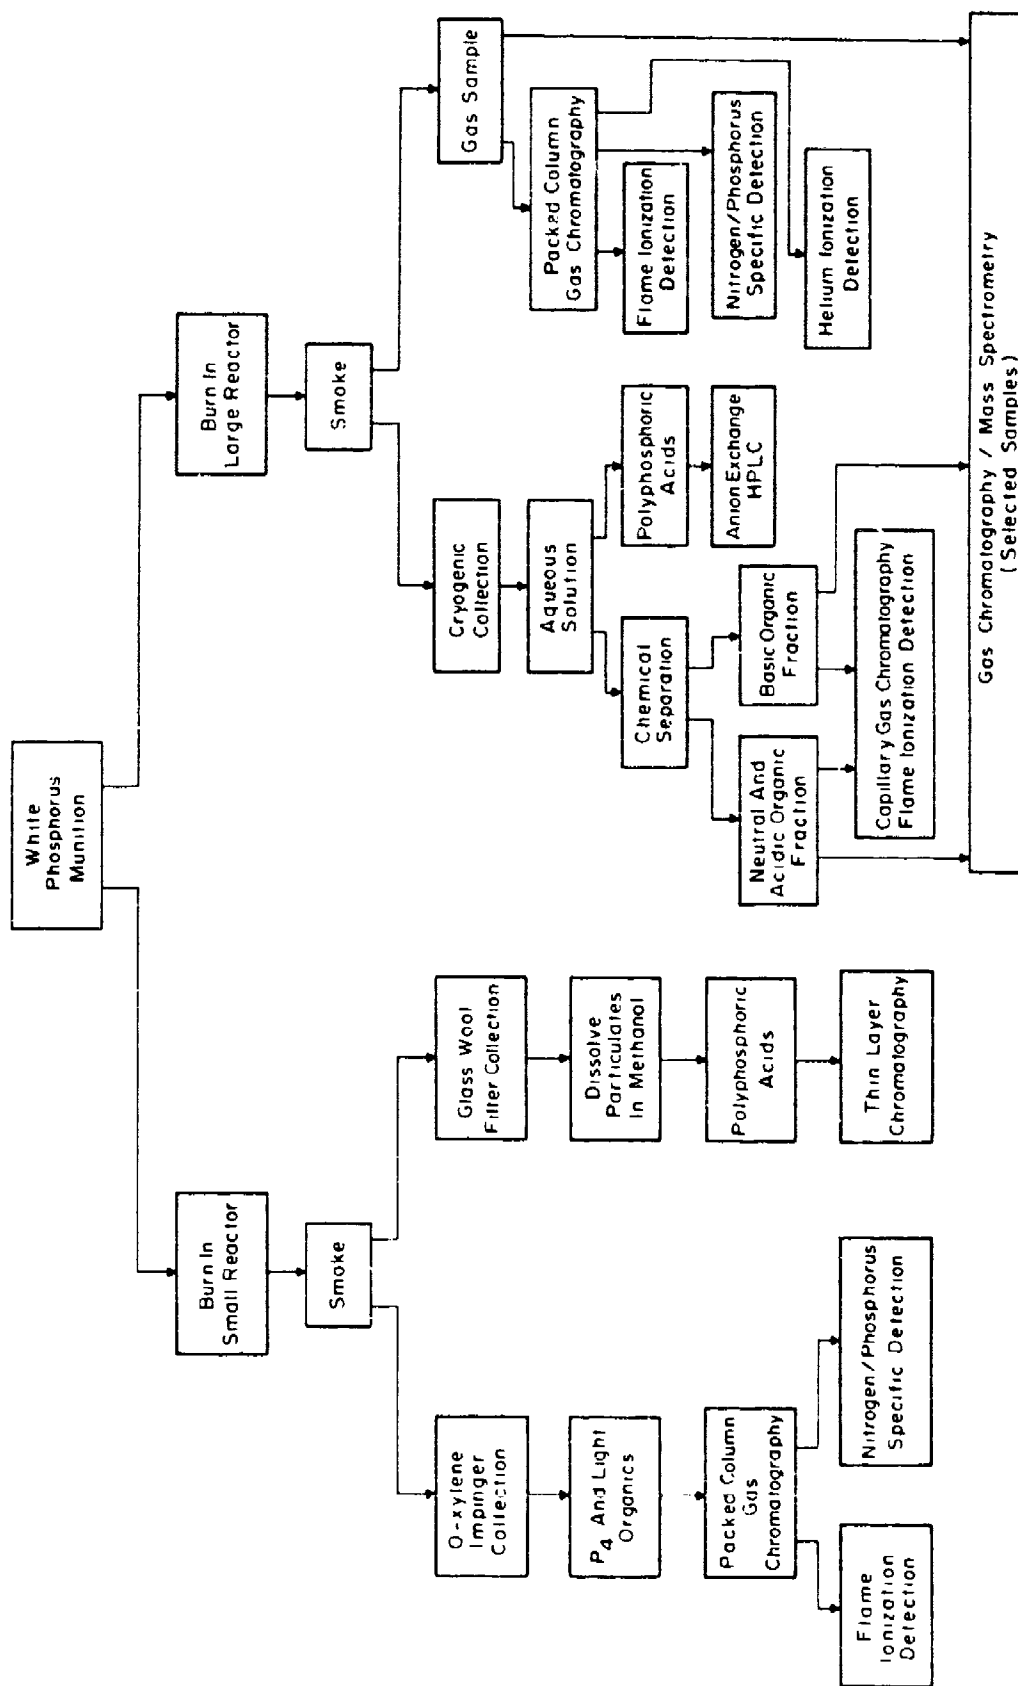 White
Phosphorus
Munition
Burn In
Small Reactor
Burn In
Large Reactor
Smoke
Smoke
O-xylene
Impinger
Collection
Glass Wool
Filter Collection
Cryogenic
Collection
Gas Sample
P4 And Light
Organics
Dissolve
Particulates
In Methanol
Aqueous
Solution
Packed Column
Gas Chromatography
Packed Column
Gas
Chromatography
Polyphosphoric
Acids
Chemical
Separation
Polyphosphoric
Acids
Flame Ionization
Detection
Nitrogen/Phosphorus
Specific Detection
Helium Ionization
Detection
Flame
Ionization
Detection
Nitrogen/Phosphorus
Specific Detection
Thin Layer
Chromatography
Neutral And
Acidic Organic
Fraction
Basic Organic
Fraction
Anion Exchange
HPLC
Capillary Gas Chromatography
Flame Ionization Detection
Gas Chromatography / Mass Spectrometry
(Selected Samples)